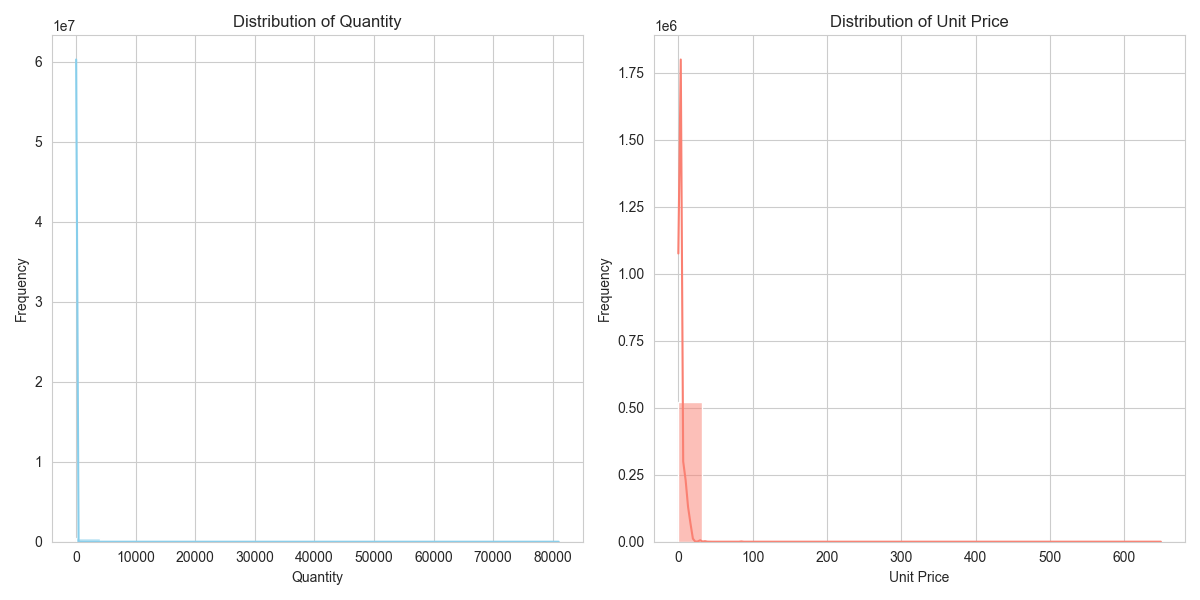 Distribution of Quantity
1e7
6
5
4
3
2
1
0
Frequency
0 10000 20000 30000 40000 50000 60000 70000 80000
Quantity
Distribution of Unit Price
1e6
1.75
1.50
1.25
1.00
0.75
0.50
0.25
0.00
Frequency
0 100 200 300 400 500 600
Unit Price